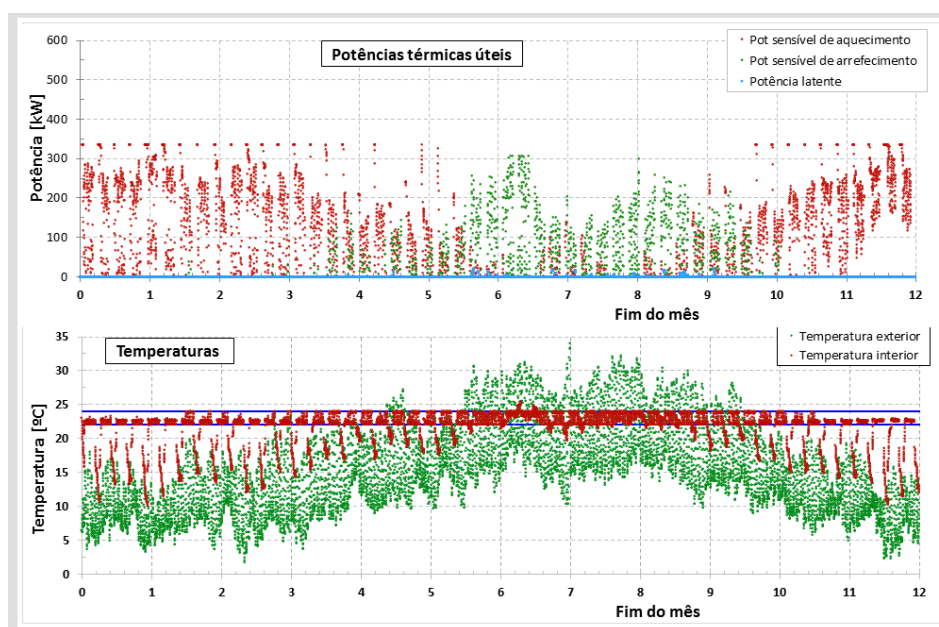 Potências térmicas úteis
Pot sensível de aquecimento
Pot sensível de arrefecimento
Potência latente
Potência [kW]
600
500
400
300
200
100
0
0 1 2 3 4 5 6 7 8 9 10 11 12
Fim do mês
Temperaturas
Temperatura exterior
Temperatura interior
Temperatura [ºC]
35
30
25
20
15
10
5
0
0 1 2 3 4 5 6 7 8 9 10 11 12
Fim do mês